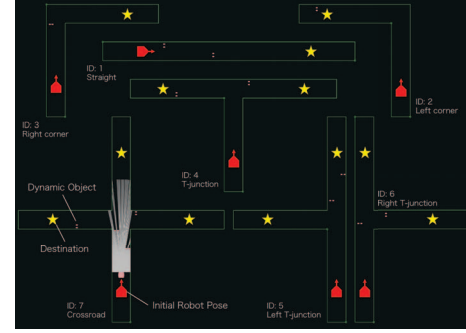 ID: 1
Straight
ID: 2
Left corner
ID: 3
Right corner
ID: 4
T-junction
Dynamic Object
ID: 6
Right T-junction
Destination
Initial Robot Pose
ID: 7
Crossroad
ID: 5
Left T-junction